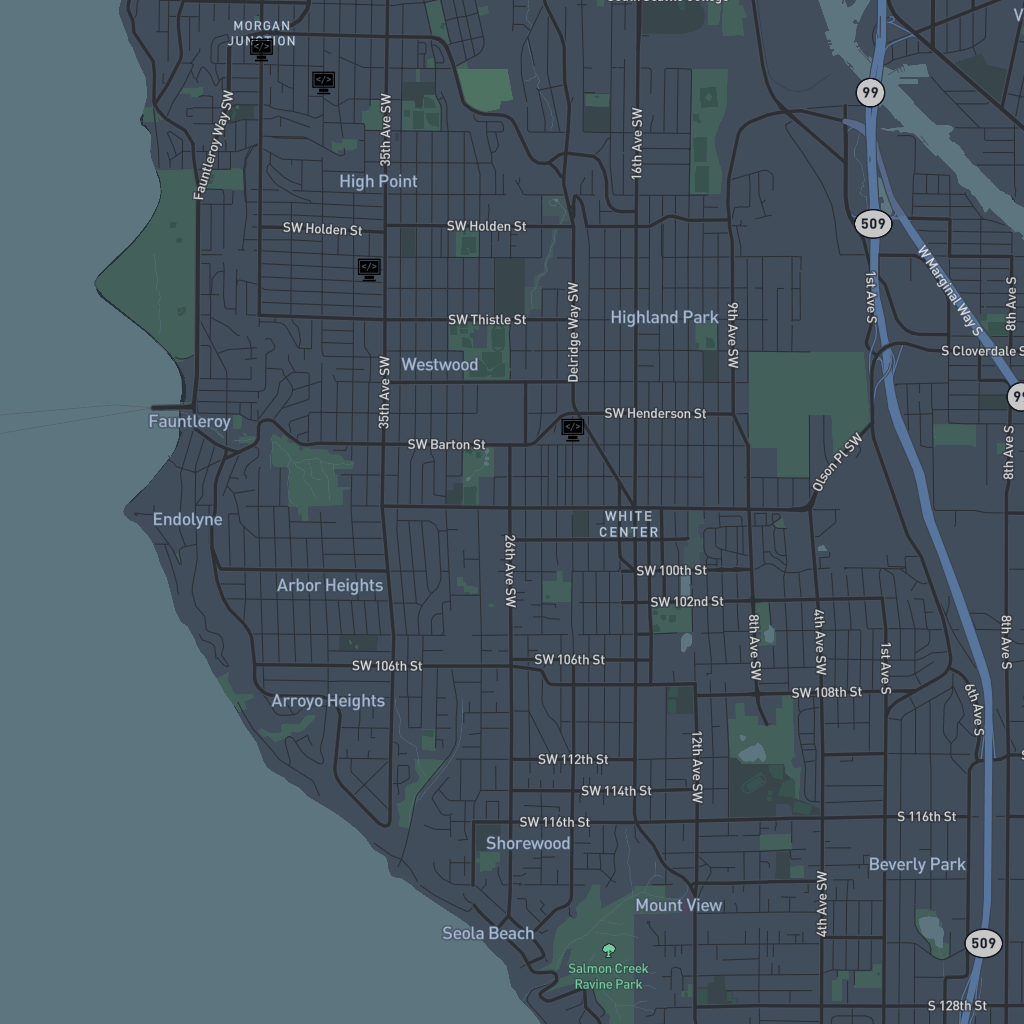 South Seattle College
MORGAN
JUNCTION
</>
</>
99
Fauntleroy Way SW
35th Ave SW
16th Ave SW
High Point
SW Holden St
SW Holden St
509
</>
W Marginal Way S
1st Ave S
8th Ave S
Delridge Way SW
Highland Park
9th Ave SW
SW Thistle St
S Cloverdale S
Westwood
35th Ave SW
99
SW Henderson St
Fauntleroy
</>
SW Barton St
Olson Pl SW
8th Ave S
Endolyne
WHITE
CENTER
26th Ave SW
SW 100th St
Arbor Heights
SW 102nd St
8th Ave SW
4th Ave SW
1st Ave S
8th Ave S
SW 106th St
SW 106th St
SW 108th St
6th Ave S
Arroyo Heights
12th Ave SW
SW 112th St
SW 114th St
SW 116th St
S 116th St
Shorewood
Beverly Park
4th Ave SW
Mount View
Seola Beach
509
Salmon Creek
Ravine Park
S 128th St